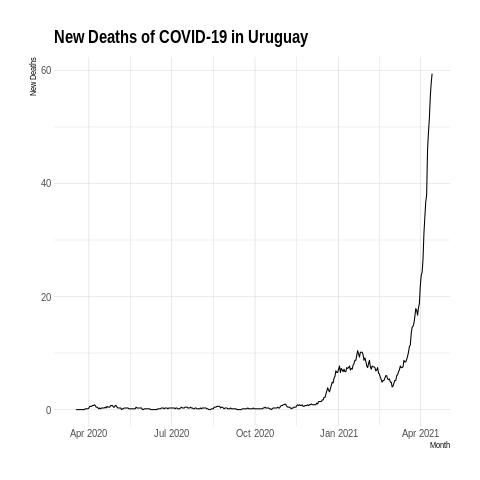 New Deaths of COVID-19 in Uruguay
New Deaths
60
40
20
0
Apr 2020 Jul 2020 Oct 2020 Jan 2021 Apr 2021
Month